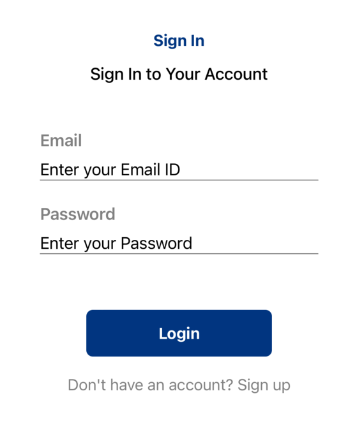 Sign In
Sign In to Your Account
Email
Enter your Email ID
Password
Enter your Password
Login
Don't have an account? Sign up